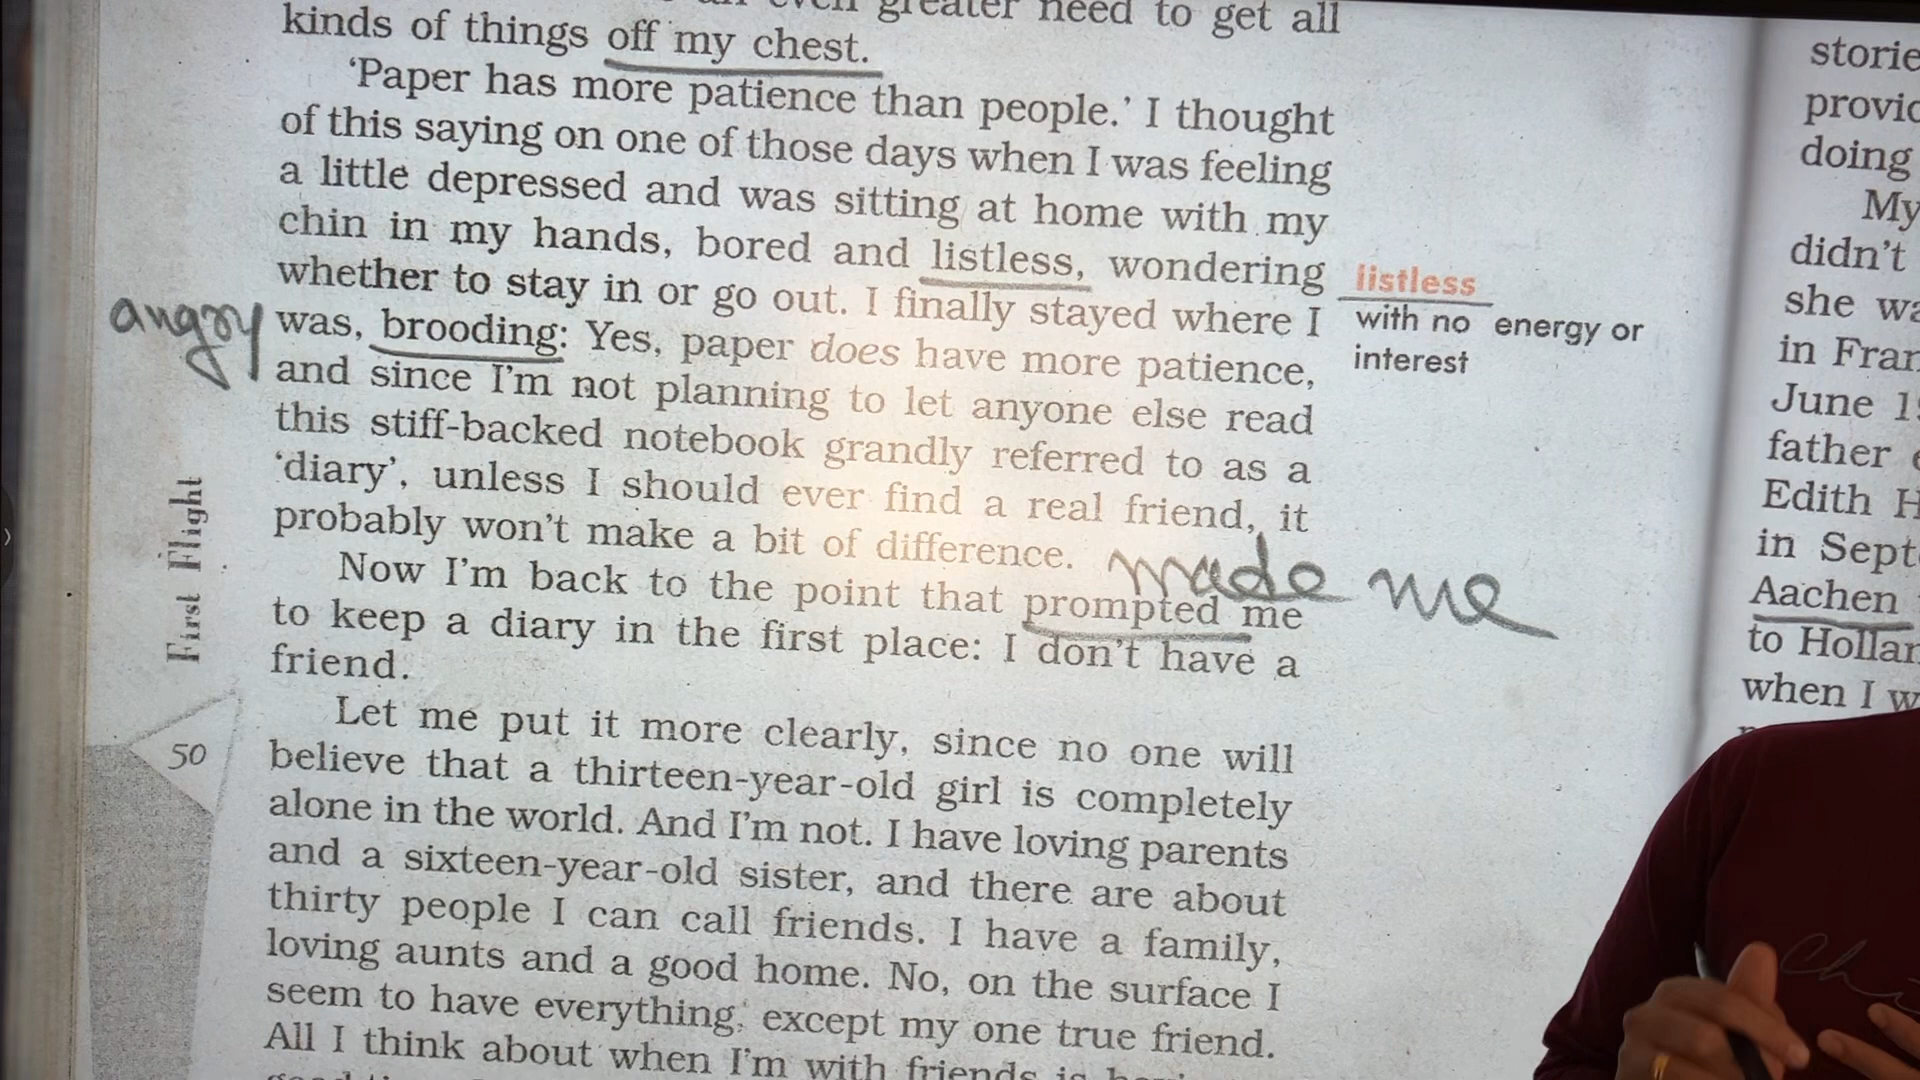 even greater need to get all
kinds of things off my chest.
‘Paper has more patience than people.’ I thought
of this saying on one of those days when I was feeling
a little depressed and was sitting at home with my
chin in my hands, bored and listless, wondering
whether to stay in or go out. I finally stayed where I
was, brooding: Yes, paper does have more patience,
and since I'm not planning to let anyone else read
this stiff-backed notebook grandly referred to as a
‘diary’, unless I should ever find a real friend, it
probably won't make a bit of difference.
Now I'm back to the point that prompted me
to keep a diary in the first place: I don't have a
friend.
Let me put it more clearly, since no one will
believe that a thirteen-year-old girl is completely
alone in the world. And I'm not. I have loving parents
and a sixteen-year-old sister, and there are about
thirty people I can call friends. I have a family,
loving aunts and a good home. No, on the surface I
seem to have everything, except my one true friend.
All I think about when I'm with friends is
angry
made me
listless
with no energy or
interest
First Flight
50
doing
My
didn't
she
in
June
father
Edith
in
Aachen
to
when I